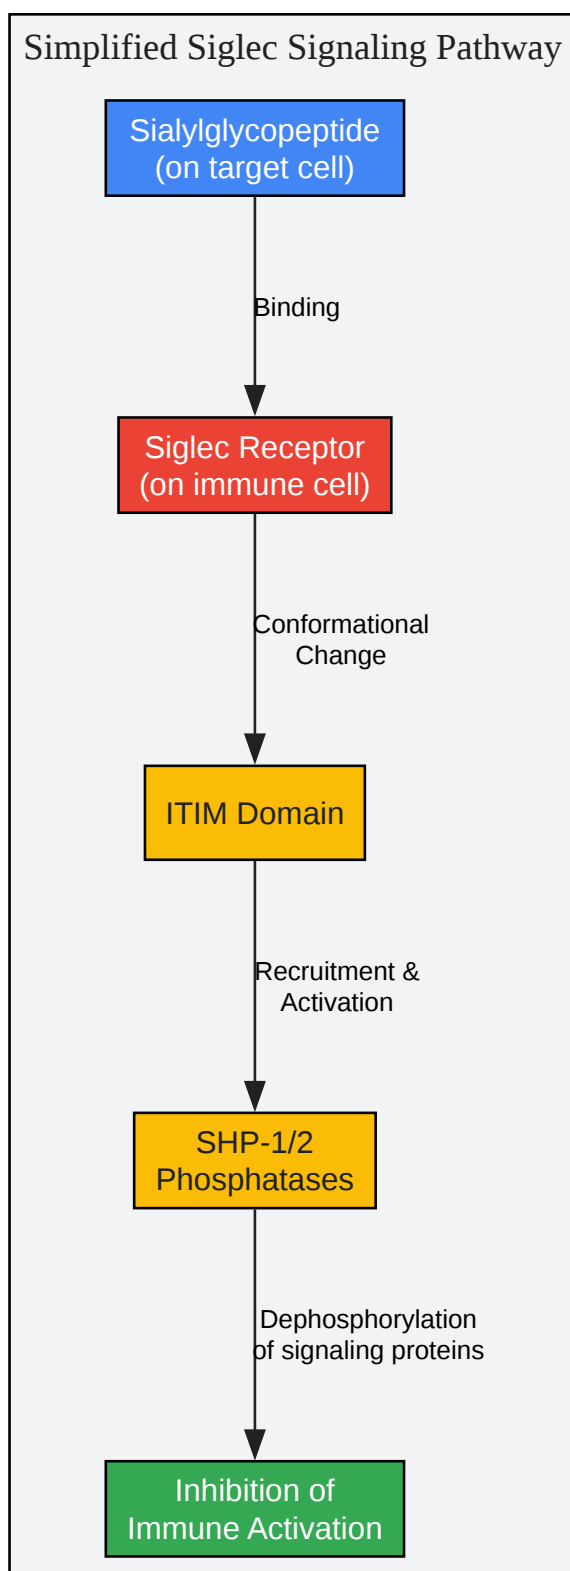 Simplified Siglec Signaling Pathway
Sialylglycopeptide
(on target cell)
Binding
Siglec Receptor
(on immune cell)
Conformational
Change
ITIM Domain
Recruitment &
Activation
SHP-1/2
Phosphatases
Dephosphorylation
of signaling proteins
Inhibition of
Immune Activation